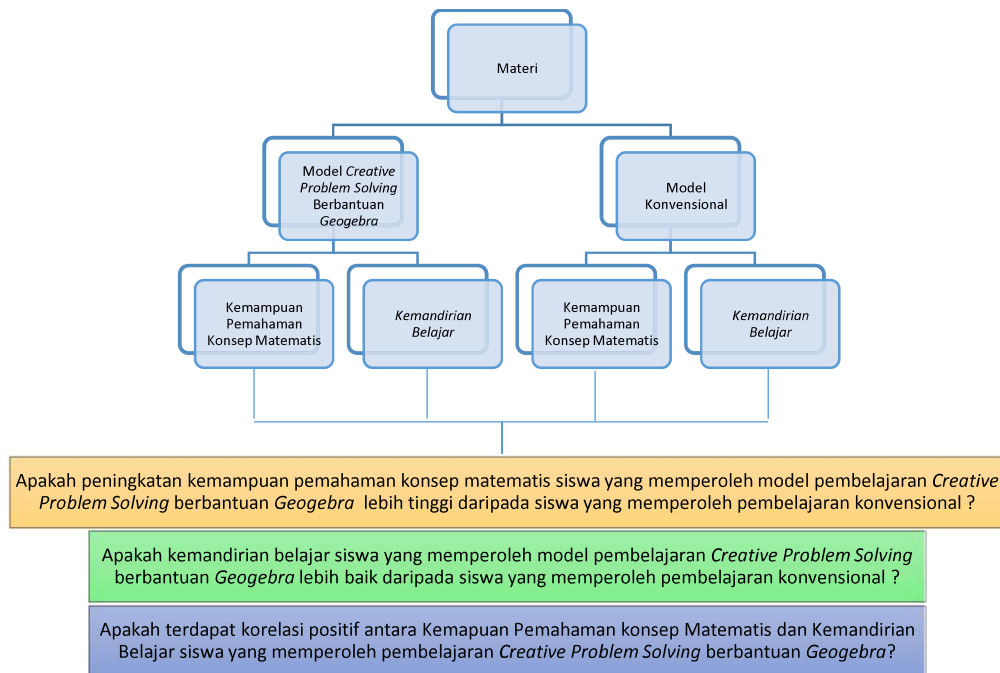 Materi
Model Creative
Problem Solving
Berbantuan
Geogebra
Model
Konvensional
Kemampuan
Pemahaman
Konsep Matematis
Kemandirian
Belajar
Kemampuan
Pemahaman
Konsep Matematis
Kemandirian
Belajar
Apakah peningkatan kemampuan pemahaman konsep matematis siswa yang memperoleh model pembelajaran Creative
Problem Solving berbantuan Geogebra lebih tinggi daripada siswa yang memperoleh pembelajaran konvensional ?
Apakah kemandirian belajar siswa yang memperoleh model pembelajaran Creative Problem Solving
berbantuan Geogebra lebih baik daripada siswa yang memperoleh pembelajaran konvensional ?
Apakah terdapat korelasi positif antara Kemapuan Pemahaman konsep Matematis dan Kemandirian
Belajar siswa yang memperoleh pembelajaran Creative Problem Solving berbantuan Geogebra?